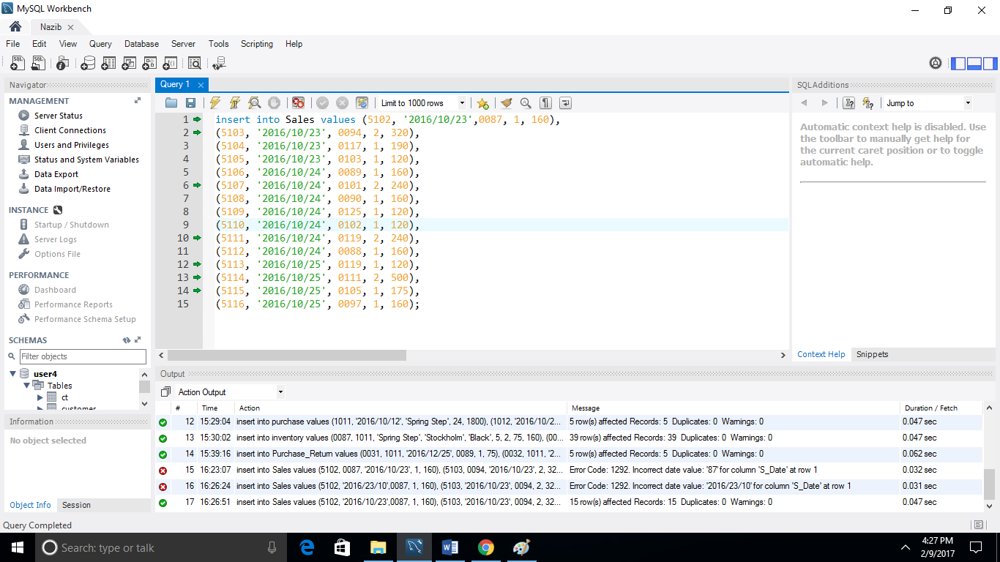 MySQL Workbench
Nazib
File Edit View Query Database Server Tools Scripting Help
Navigator
MANAGEMENT
Server Status
Client Connections
Users and Privileges
Status and System Variables
Data Export
Data Import/Restore
INSTANCE
Startup / Shutdown
Server Logs
Options File
PERFORMANCE
Dashboard
Performance Reports
Performance Schema Setup
SCHEMAS
Filter objects
user4
Tables
ct
customer
Information
No object selected
Object Info Session
Query 1
Limit to 1000 rows
1 insert into Sales values (5102, '2016/10/23',0087, 1, 160),
2 (5103, '2016/10/23', 0094, 2, 320),
3 (5104, '2016/10/23', 0117, 1, 190),
4 (5105, '2016/10/23', 0103, 1, 120),
5 (5106, '2016/10/24', 0089, 1, 160),
6 (5107, '2016/10/24', 0101, 2, 240),
7 (5108, '2016/10/24', 0090, 1, 160),
8 (5109, '2016/10/24', 0125, 1, 120),
9 (5110, '2016/10/24', 0102, 1, 120),
10 (5111, '2016/10/24', 0119, 2, 240),
11 (5112, '2016/10/24', 0088, 1, 160),
12 (5113, '2016/10/25', 0119, 1, 120),
13 (5114, '2016/10/25', 0111, 2, 500),
14 (5115, '2016/10/25', 0105, 1, 175),
15 (5116, '2016/10/25', 0097, 1, 160);
SQLAdditions
Jump to
Automatic context help is disabled. Use
the toolbar to manually get help for
the current caret position or to toggle
automatic help.
Context Help Snippets
Output
Action Output
# Time Action Message Duration / Fetch
12 15:29:04 insert into purchase values (1011, '2016/10/12', 'Spring Step', 24, 1800), (1012, '2016/10/2... 5 row(s) affected Records: 5 Duplicates: 0 Warnings: 0 0.047 sec
13 15:30:02 insert into inventory values (0087, 1011, 'Spring Step', 'Stockholm', 'Black', 5, 2, 75, 160), (00... 39 row(s) affected Records: 39 Duplicates: 0 Warnings: 0 0.047 sec
14 15:39:16 insert into Purchase_Return values (0031, 1011, '2016/12/25', 0089, 1, 75), (0032, 1011, '2... 5 row(s) affected Records: 5 Duplicates: 0 Warnings: 0 0.062 sec
15 16:23:07 insert into Sales values (5102, 0087, '2016/10/23', 1, 160), (5103, 0094, '2016/10/23', 2, 32... Error Code: 1292. Incorrect date value: '87' for column 'S_Date' at row 1 0.032 sec
16 16:26:24 insert into Sales values (5102, '2016/23/10',0087, 1, 160), (5103, '2016/10/23', 0094, 2, 32... Error Code: 1292. Incorrect date value: '2016/23/10' for column 'S_Date' at row 1 0.031 sec
17 16:26:51 insert into Sales values (5102, '2016/10/23',0087, 1, 160), (5103, '2016/10/23', 0094, 2, 32... 15 row(s) affected Records: 15 Duplicates: 0 Warnings: 0 0.047 sec
Query Completed
Search: type or talk
4:27 PM
2/9/2017